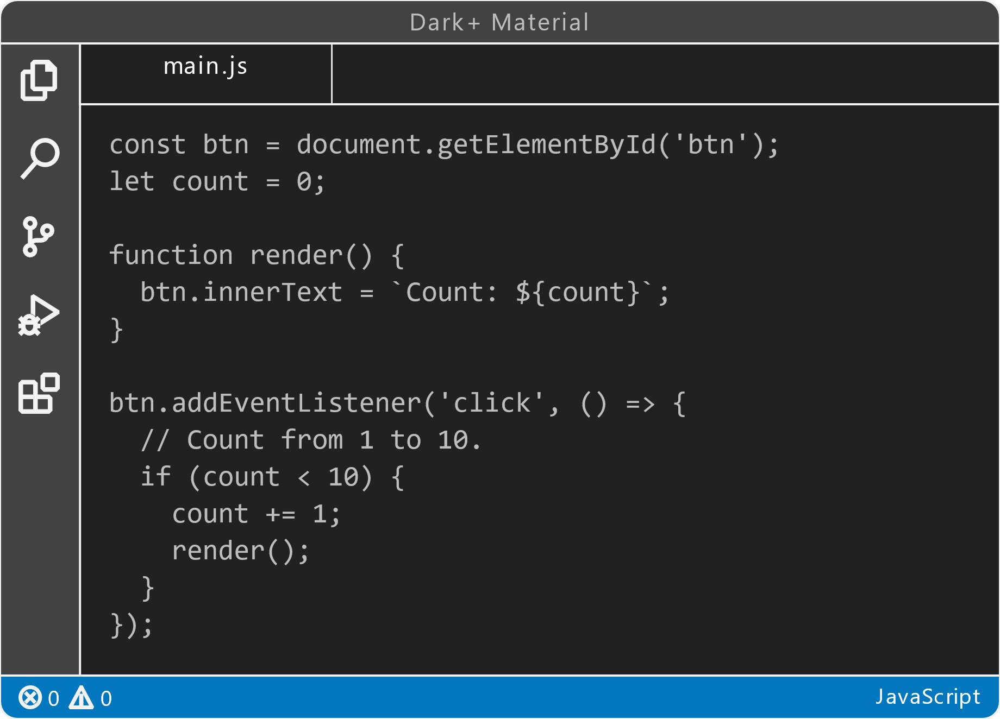 Dark+ Material
main.js
const btn = document.getElementById('btn');
let count = 0;
function render() {
  btn.innerText = `Count: ${count}`;
}
btn.addEventListener('click', () => {
  // Count from 1 to 10.
  if (count < 10) {
    count += 1;
    render();
  }
});
0 0
JavaScript